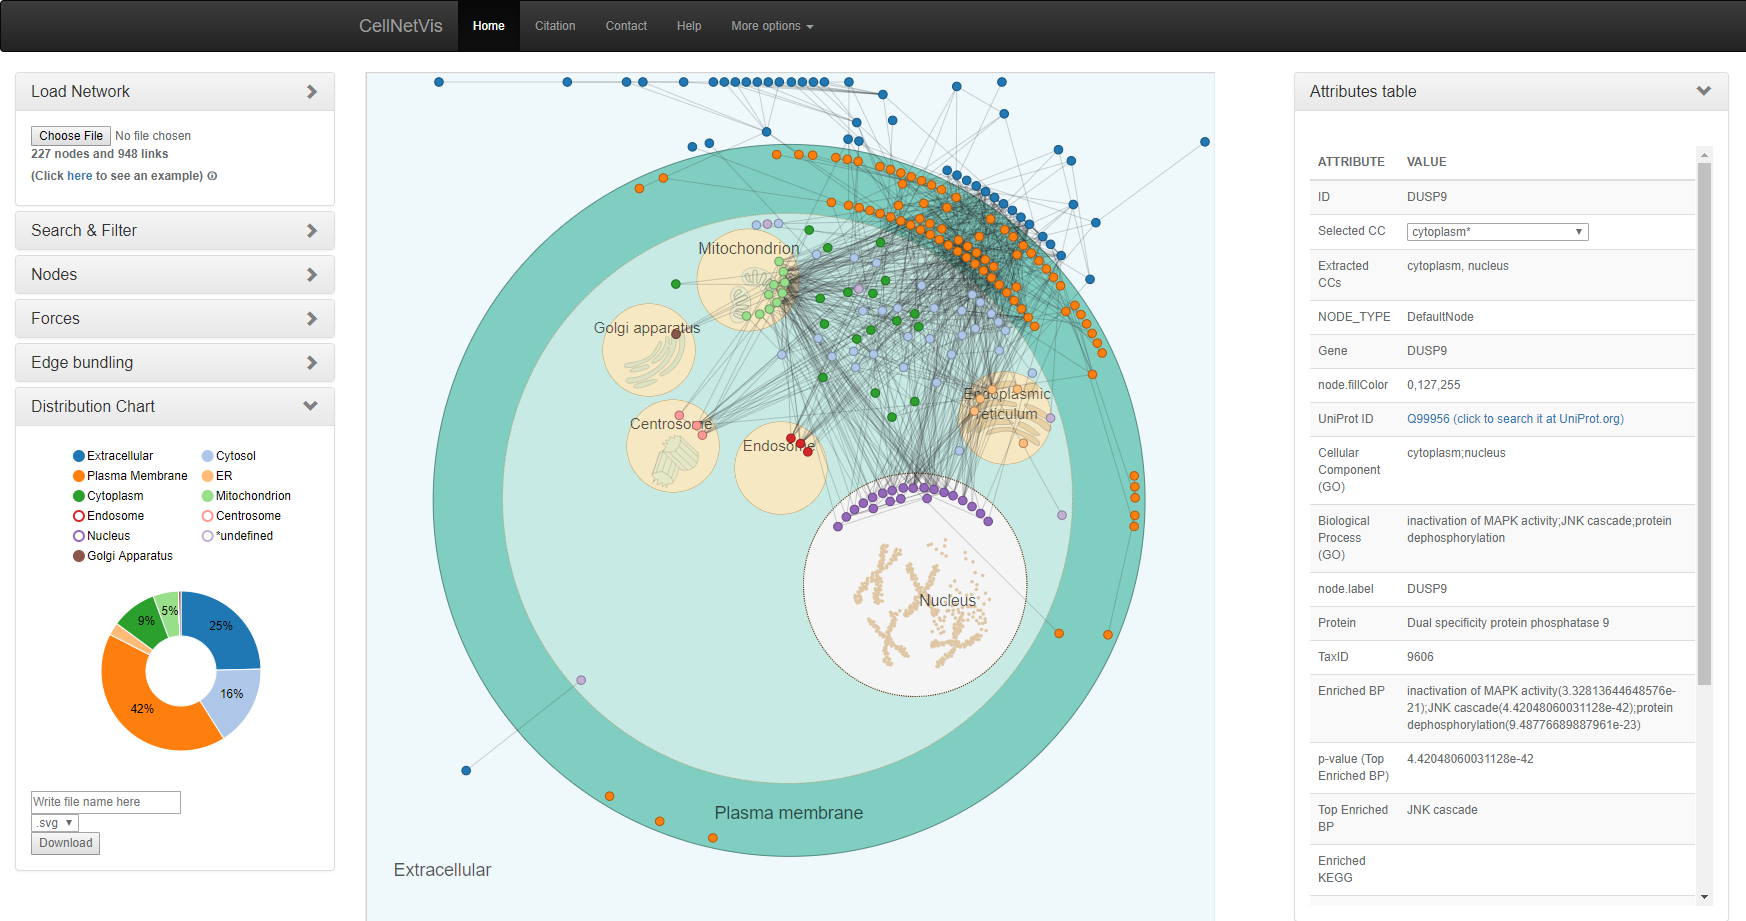 CellNetVis Home Citation Contact Help More options
Load Network
Choose File No file chosen
227 nodes and 948 links
(Click here to see an example)
Search & Filter
Nodes
Forces
Edge bundling
Distribution Chart
Extracellular Cytosol
Plasma Membrane ER
Cytoplasm Mitochondrion
Endosome Centrosome
Nucleus *undefined
Golgi Apparatus
5%
9% 25%
16%
42%
Write file name here
.svg
Download
Mitochondrion
Golgi apparatus
Endoplasmic
reticulum
Centrosome
Endosome
Nucleus
Plasma membrane
Extracellular
Attributes table
ATTRIBUTE VALUE
ID DUSP9
Selected CC cytoplasm*
Extracted cytoplasm, nucleus
CCs
NODE_TYPE DefaultNode
Gene DUSP9
node.fillColor 0,127,255
UniProt ID Q99956 (click to search it at UniProt.org)
Cellular cytoplasm;nucleus
Component
(GO)
Biological inactivation of MAPK activity;JNK cascade;protein
Process dephosphorylation
(GO)
node.label DUSP9
Protein Dual specificity protein phosphatase 9
TaxID 9606
Enriched BP inactivation of MAPK activity(3.32813644648576e-
21);JNK cascade(4.42048060031128e-42);protein
dephosphorylation(9.48776689887961e-23)
p-value (Top 4.42048060031128e-42
Enriched BP)
Top Enriched JNK cascade
BP
Enriched
KEGG